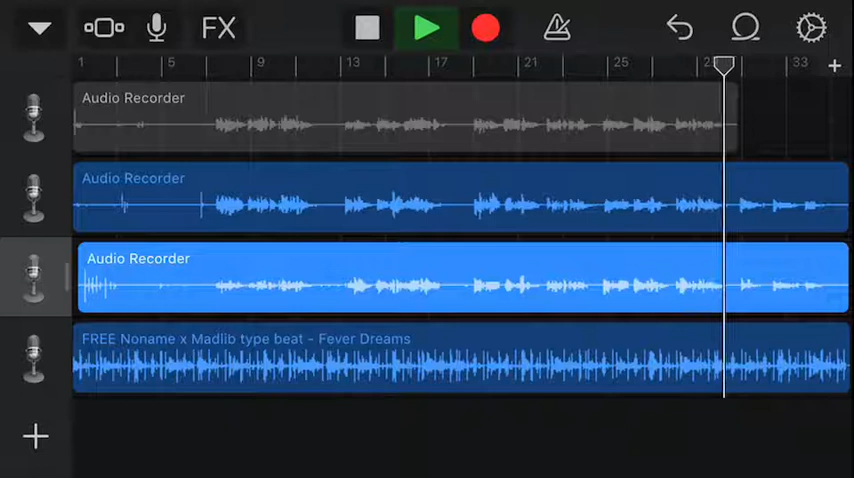 FX
1 5 9 13 17 21 25 33
Audio Recorder
Audio Recorder
Audio Recorder
FREE Noname x Madlib type beat - Fever Dreams